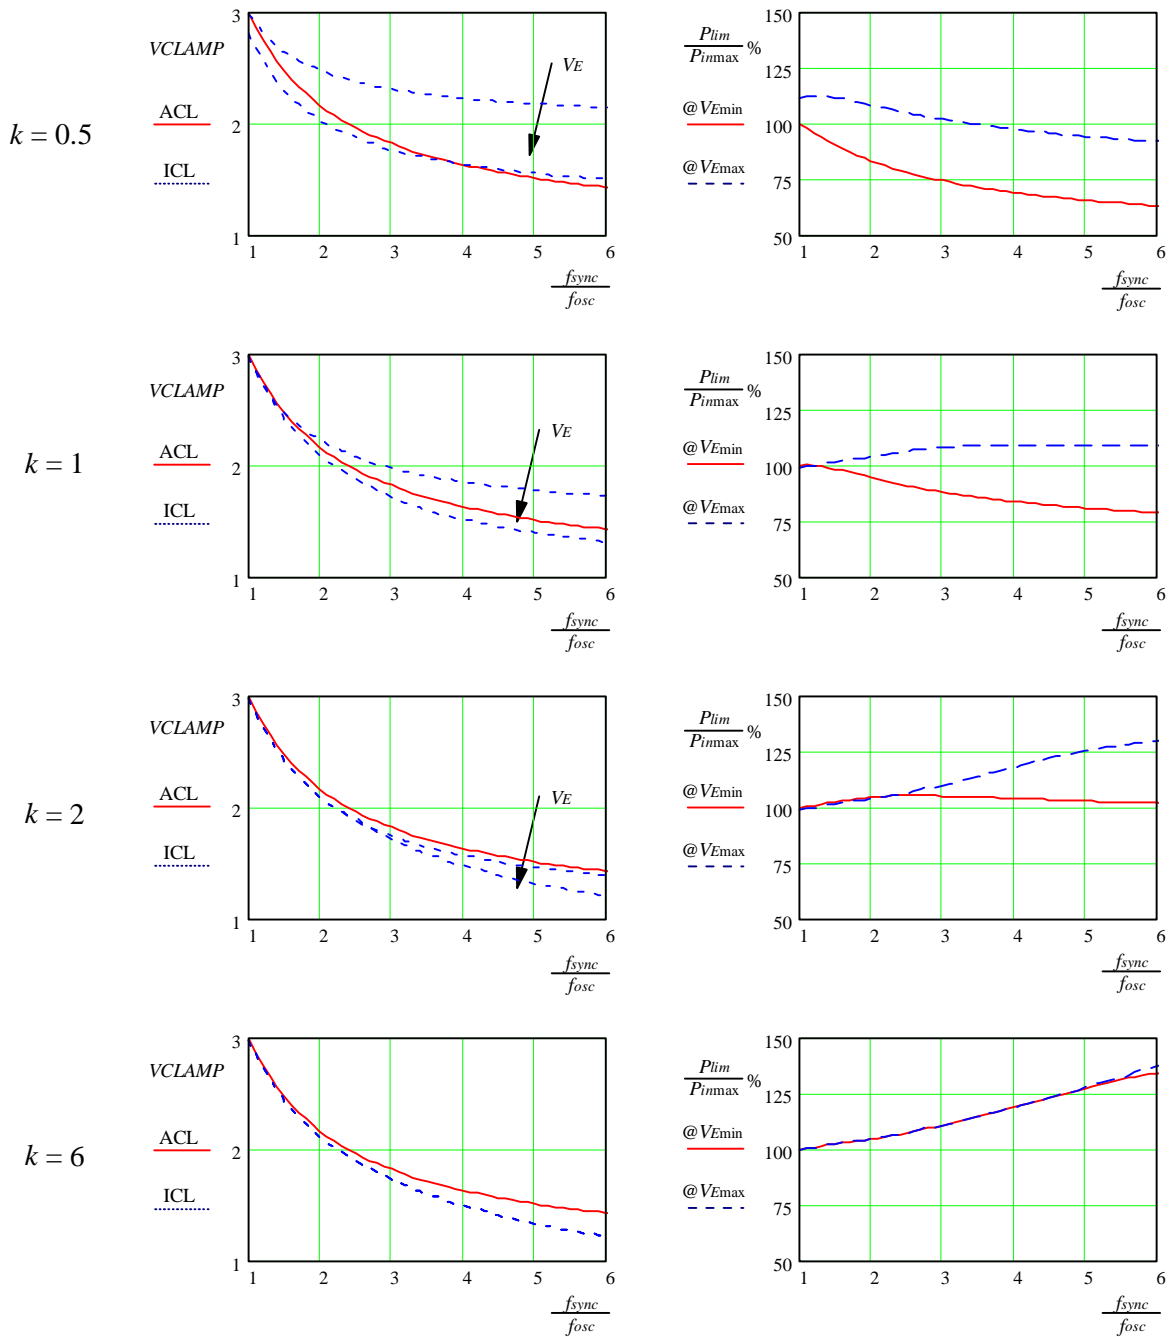 k = 0.5
3
VCLAMP
ACL
2
ICL
1
VE
1 2 3 4 5 6
fsync
fosc
150
Plim
Pinmax %
125
@VEmin
100
@VEmax
75
50
1 2 3 4 5 6
fsync
fosc
k = 1
3
VCLAMP
ACL
2
ICL
1
VE
1 2 3 4 5 6
fsync
fosc
150
Plim
Pinmax %
125
@VEmin
100
@VEmax
75
50
1 2 3 4 5 6
fsync
fosc
k = 2
3
VCLAMP
ACL
2
ICL
1
VE
1 2 3 4 5 6
fsync
fosc
150
Plim
Pinmax %
125
@VEmin
100
@VEmax
75
50
1 2 3 4 5 6
fsync
fosc
k = 6
3
VCLAMP
ACL
2
ICL
1
1 2 3 4 5 6
fsync
fosc
150
Plim
Pinmax %
125
@VEmin
100
@VEmax
75
50
1 2 3 4 5 6
fsync
fosc